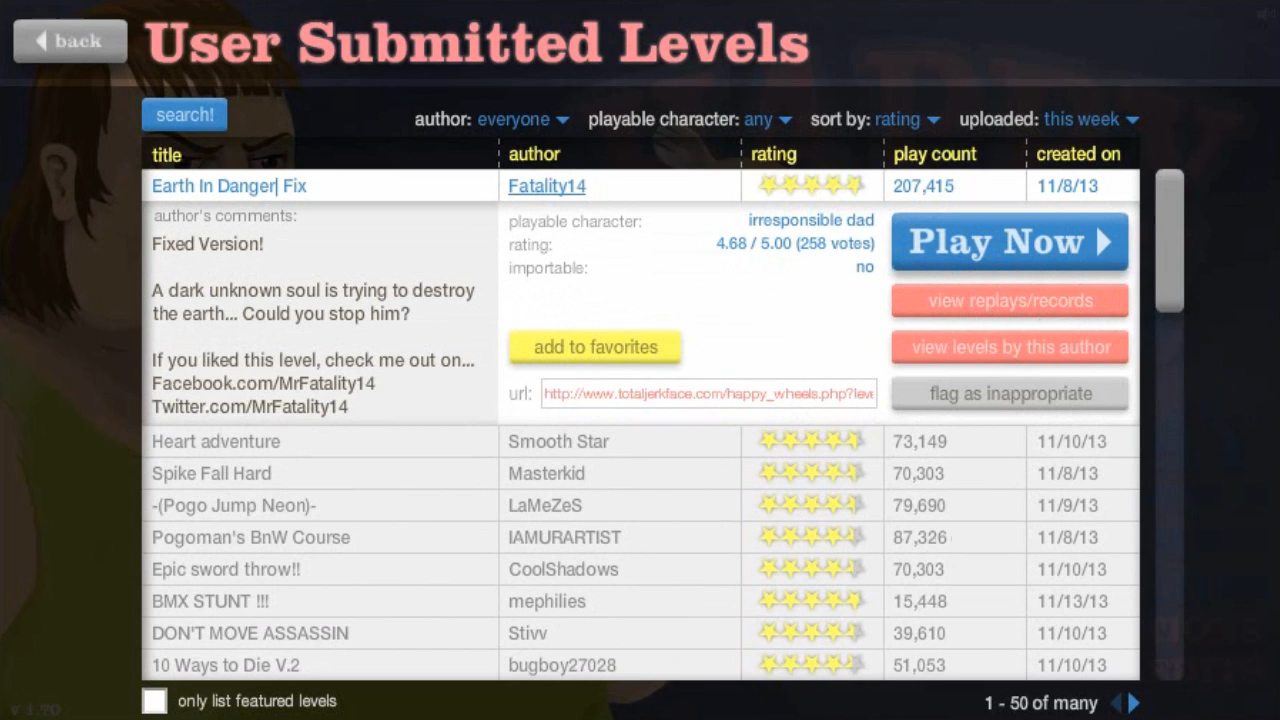 back
User Submitted Levels
search!
author: everyone playable character: any sort by: rating uploaded: this week
title author rating play count created on
Earth In Danger| Fix Fatality14 207,415 11/8/13
author's comments:
Fixed Version!
A dark unknown soul is trying to destroy
the earth... Could you stop him?
If you liked this level, check me out on...
Facebook.com/MrFatality14
Twitter.com/MrFatality14
playable character: irresponsible dad
rating: 4.68 / 5.00 (258 votes)
importable: no
add to favorites
url: http://www.totaljerkface.com/happy_wheels.php?leve
Play Now
view replays/records
view levels by this author
flag as inappropriate
Heart adventure Smooth Star 73,149 11/10/13
Spike Fall Hard Masterkid 70,303 11/8/13
-(Pogo Jump Neon)- LaMeZeS 79,690 11/9/13
Pogoman's BnW Course IAMURARTIST 87,326 11/8/13
Epic sword throw!! CoolShadows 70,303 11/10/13
BMX STUNT !!! mephilies 15,448 11/13/13
DON'T MOVE ASSASSIN Stivv 39,610 11/10/13
10 Ways to Die V.2 bugboy27028 51,053 11/10/13
only list featured levels
1 - 50 of many
v 1.70